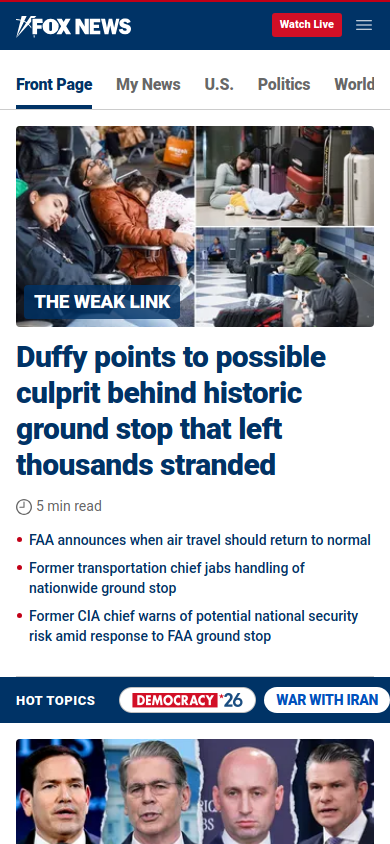 FOX NEWS
Watch Live
Front Page
My News
U.S.
Politics
World
THE WEAK LINK
Duffy points to possible
culprit behind historic
ground stop that left
thousands stranded
5 min read
FAA announces when air travel should return to normal
Former transportation chief jabs handling of
nationwide ground stop
Former CIA chief warns of potential national security
risk amid response to FAA ground stop
HOT TOPICS
DEMOCRACY '26
WAR WITH IRAN